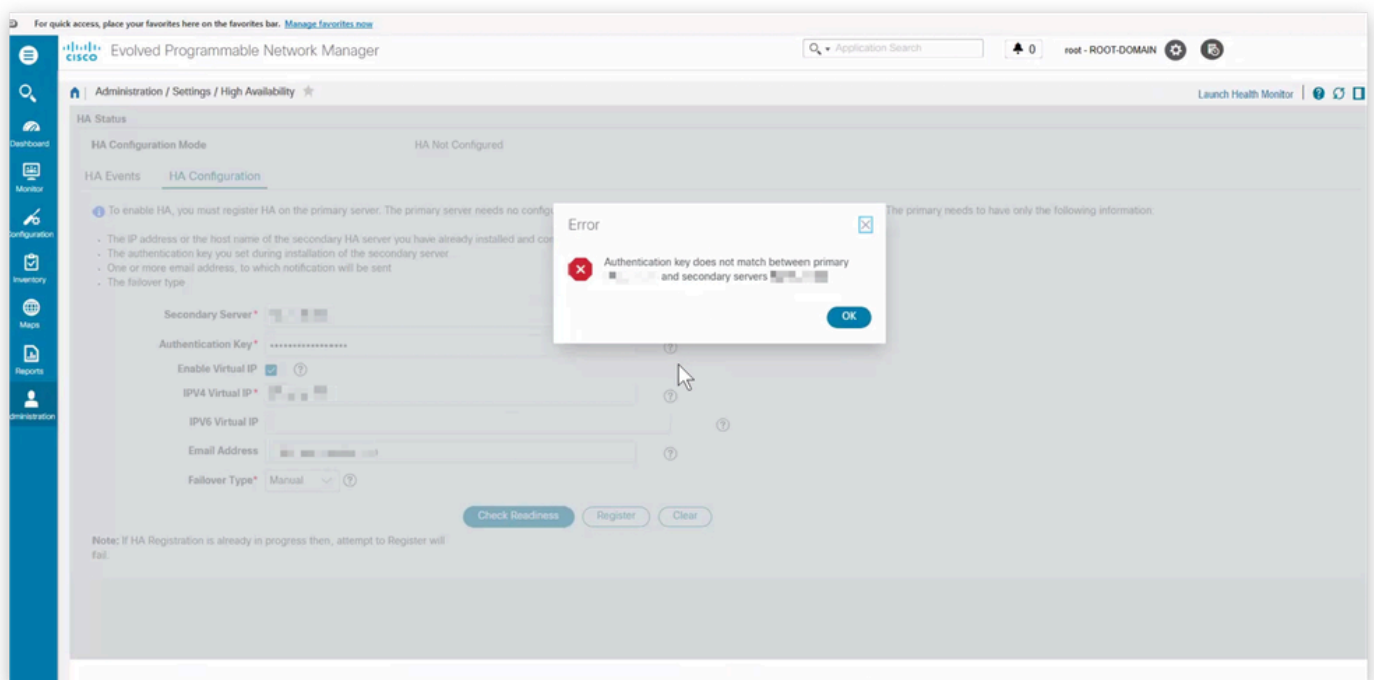 For quick access, place your favorites here on the favorites bar. Manage favorites now
cisco Evolved Programmable Network Manager
Application Search
0
root - ROOT-DOMAIN
Administration / Settings / High Availability
Launch Health Monitor
HA Status
Dashboard
HA Configuration Mode HA Not Configured
HA Events HA Configuration
Monitor
To enable HA, you must register HA on the primary server. The primary server needs no configu
The primary needs to have only the following information:
Error
onfiguration
• The IP address or the host name of the secondary HA server you have already installed and con
• The authentication key you set during installation of the secondary server
• One or more email address, to which notification will be sent
• The failover type
Authentication key does not match between primary
and secondary servers
OK
Inventory
Secondary Server*
Maps
Authentication Key* •••••••••••••••••
Enable Virtual IP
Reports
IPV4 Virtual IP*
dministration
IPV6 Virtual IP
Email Address
Failover Type* Manual
Check Readiness Register Clear
Note: If HA Registration is already in progress then, attempt to Register will
fail.